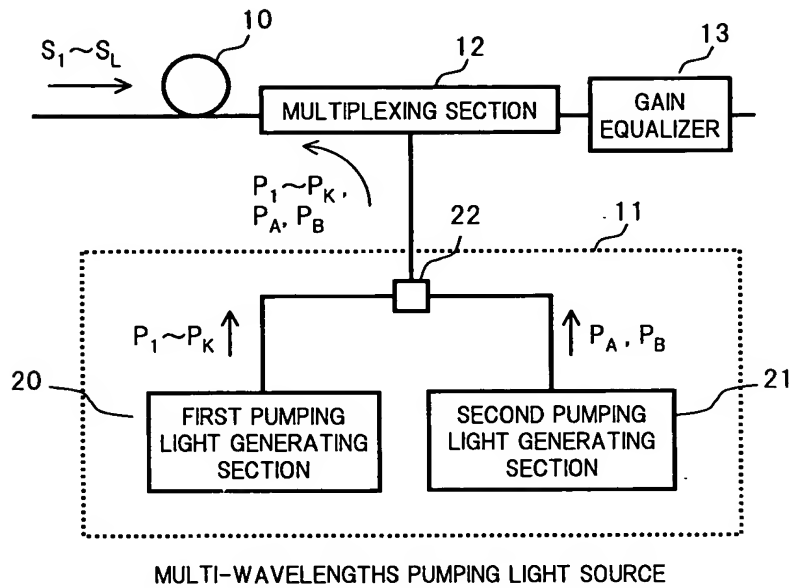 S₁~S_L
10
12
13
MULTIPLEXING SECTION
GAIN
EQUALIZER
P₁~P_K,
P_A, P_B
22
11
P₁~P_K
P_A, P_B
20
21
FIRST PUMPING
LIGHT GENERATING
SECTION
SECOND PUMPING
LIGHT GENERATING
SECTION
MULTI-WAVELENGTHS PUMPING LIGHT SOURCE